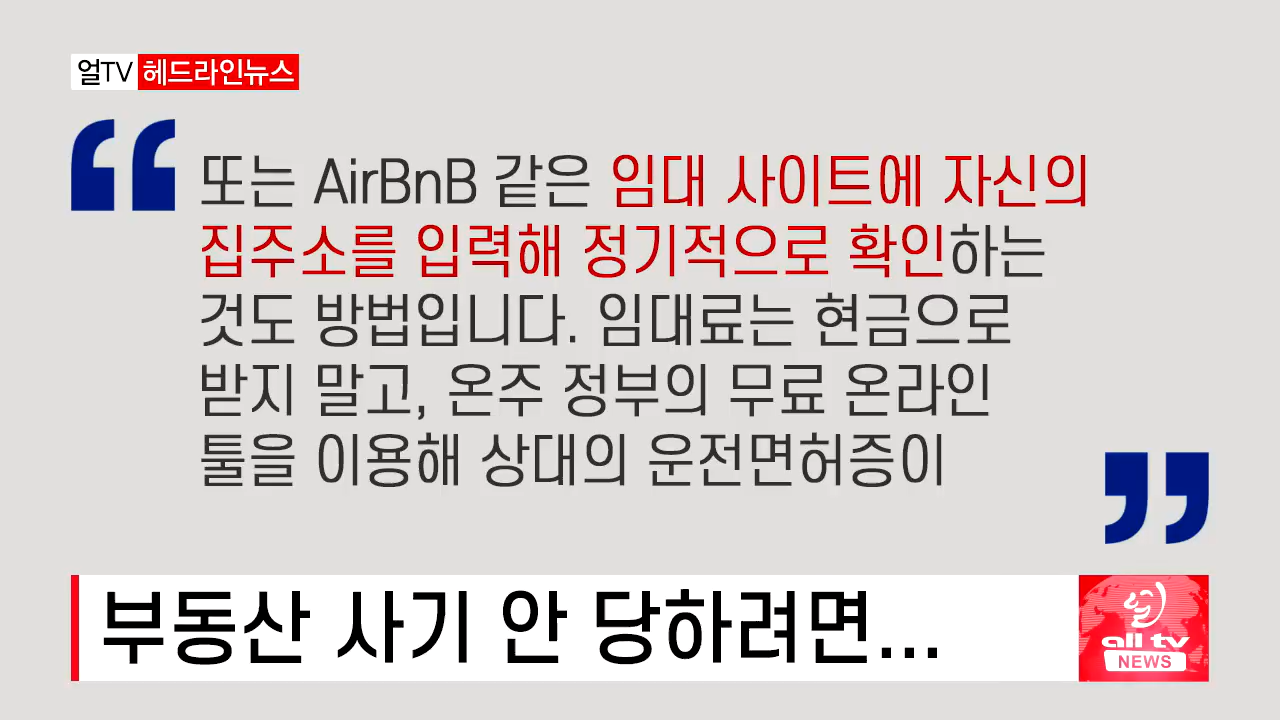 얼TV 헤드라인뉴스
또는 AirBnB 같은 임대 사이트에 자신의
집주소를 입력해 정기적으로 확인하는
것도 방법입니다. 임대료는 현금으로
받지 말고, 온주 정부의 무료 온라인
툴을 이용해 상대의 운전면허증이
부동산 사기 안 당하려면...
얼
all tv
NEWS